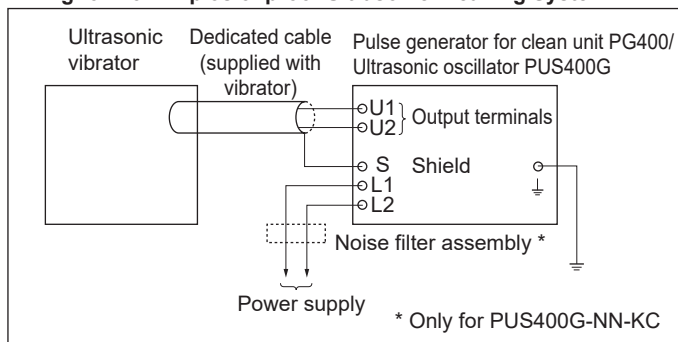 Ultrasonic
vibrator
Dedicated cable
(supplied with
vibrator)
Pulse generator for clean unit PG400/
Ultrasonic oscillator PUS400G
U1
U2
Output terminals
S
Shield
L1
L2
Noise filter assembly *
Power supply
* Only for PUS400G-NN-KC